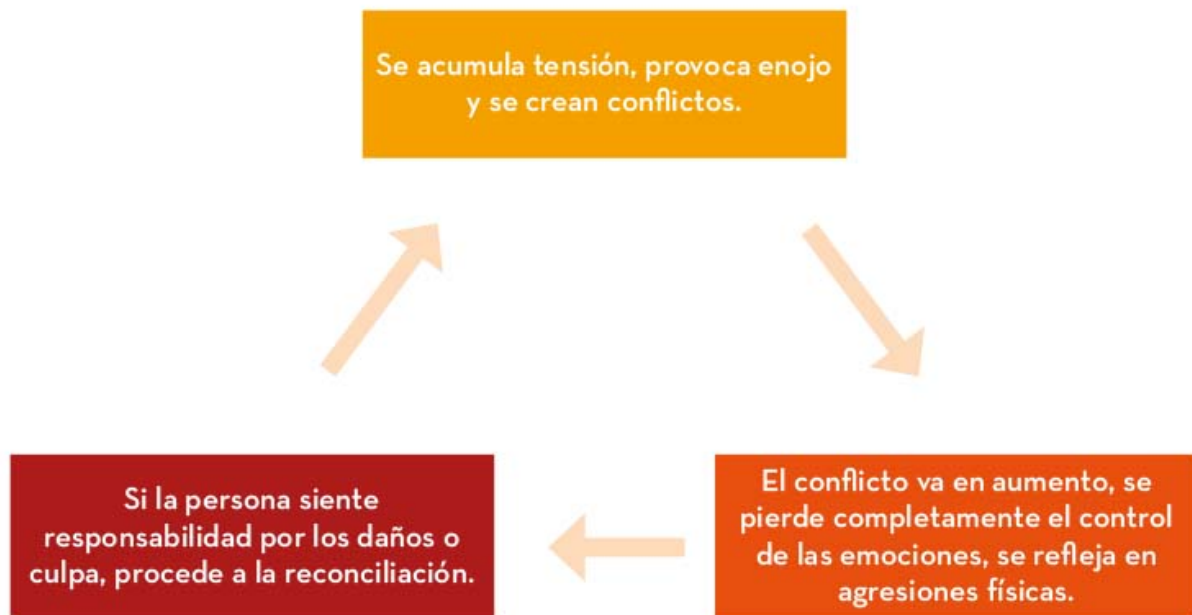 Se acumula tensión, provoca enojo
y se crean conflictos.
El conflicto va en aumento, se
pierde completamente el control
de las emociones, se refleja en
agresiones físicas.
Si la persona siente
responsabilidad por los daños o
culpa, procede a la reconciliación.